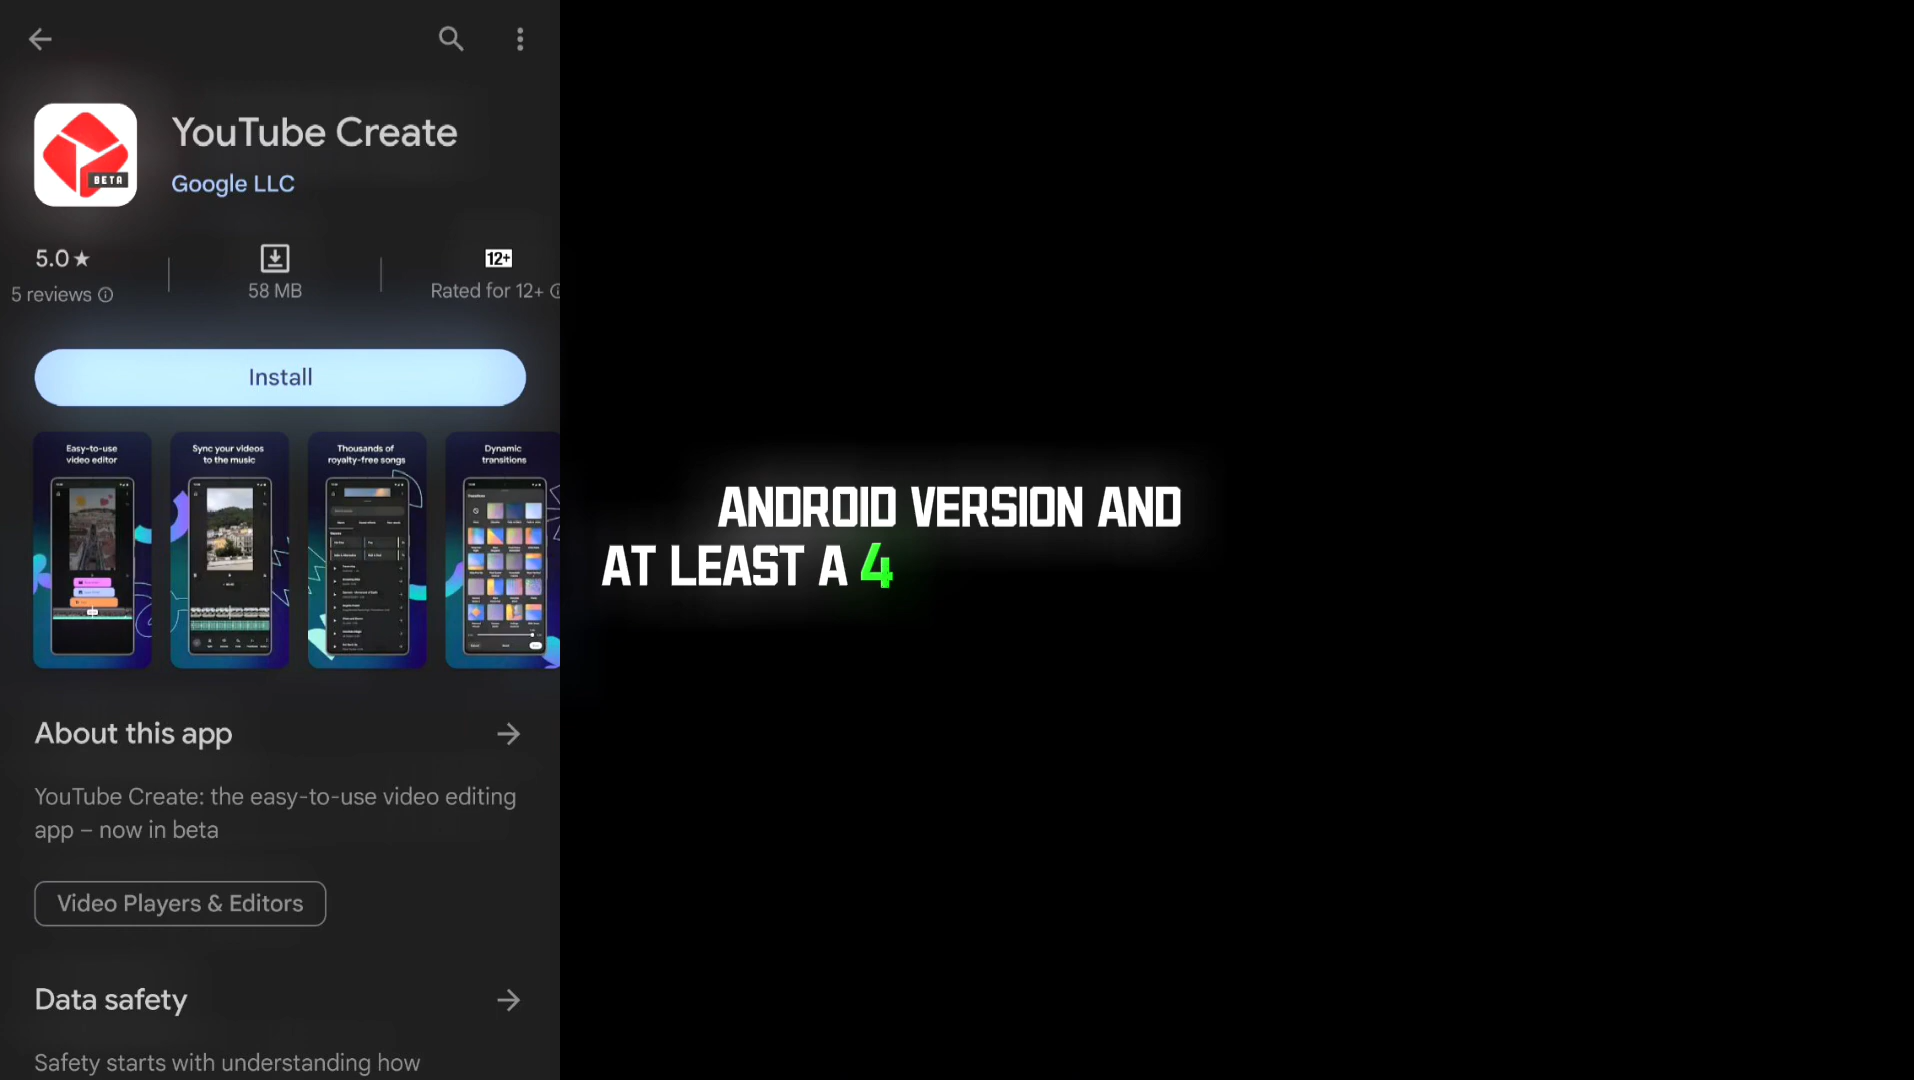 YouTube Create
BETA
Google LLC
5.0★
5 reviews
58 MB
12+
Rated for 12+
Install
Easy-to-use
video editor
Sync your videos
to the music
Thousands of
royalty-free songs
Dynamic
transitions
ANDROID VERSION AND
AT LEAST A 4
About this app
YouTube Create: the easy-to-use video editing
app – now in beta
Video Players & Editors
Data safety
Safety starts with understanding how